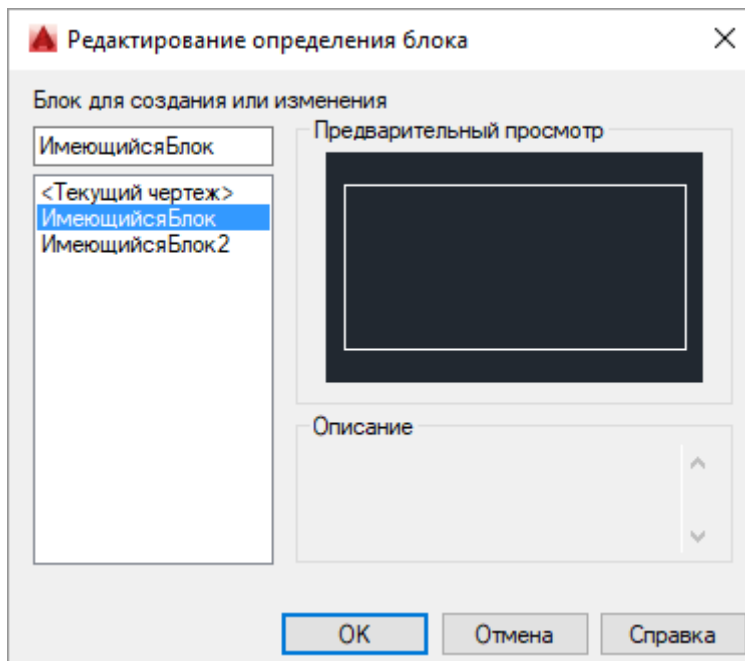 Редактирование определения блока
Блок для создания или изменения
ИмеющийсяБлок
<Текущий чертеж>
ИмеющийсяБлок
ИмеющийсяБлок2
Предварительный просмотр
Описание
OK
Отмена
Справка